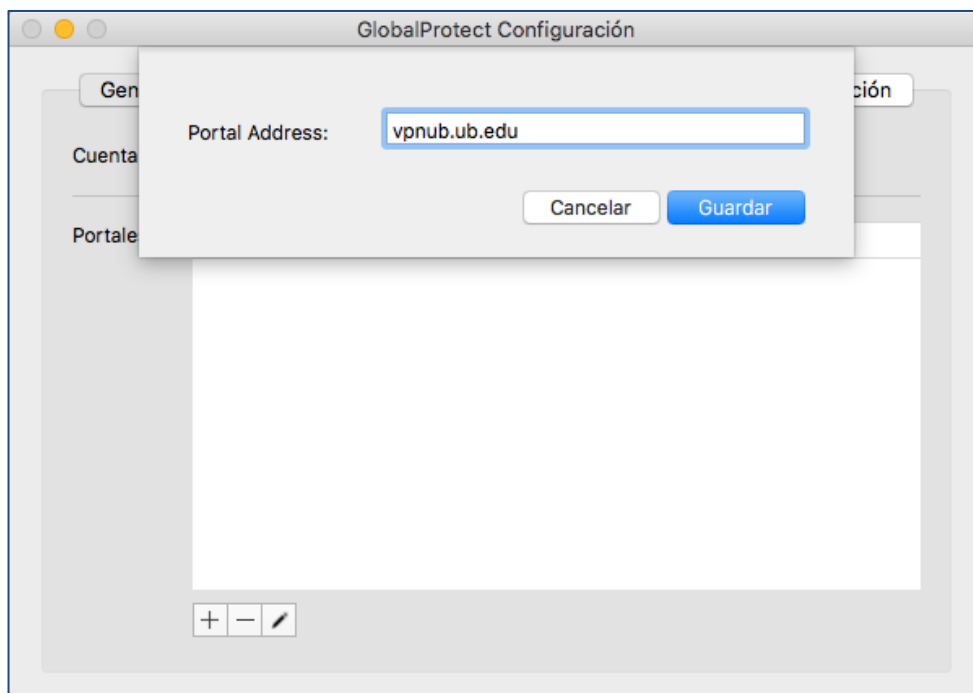 GlobalProtect Configuración
Gen
ción
Portal Address:
vpnub.ub.edu
Cuenta
Cancelar
Guardar
Portale